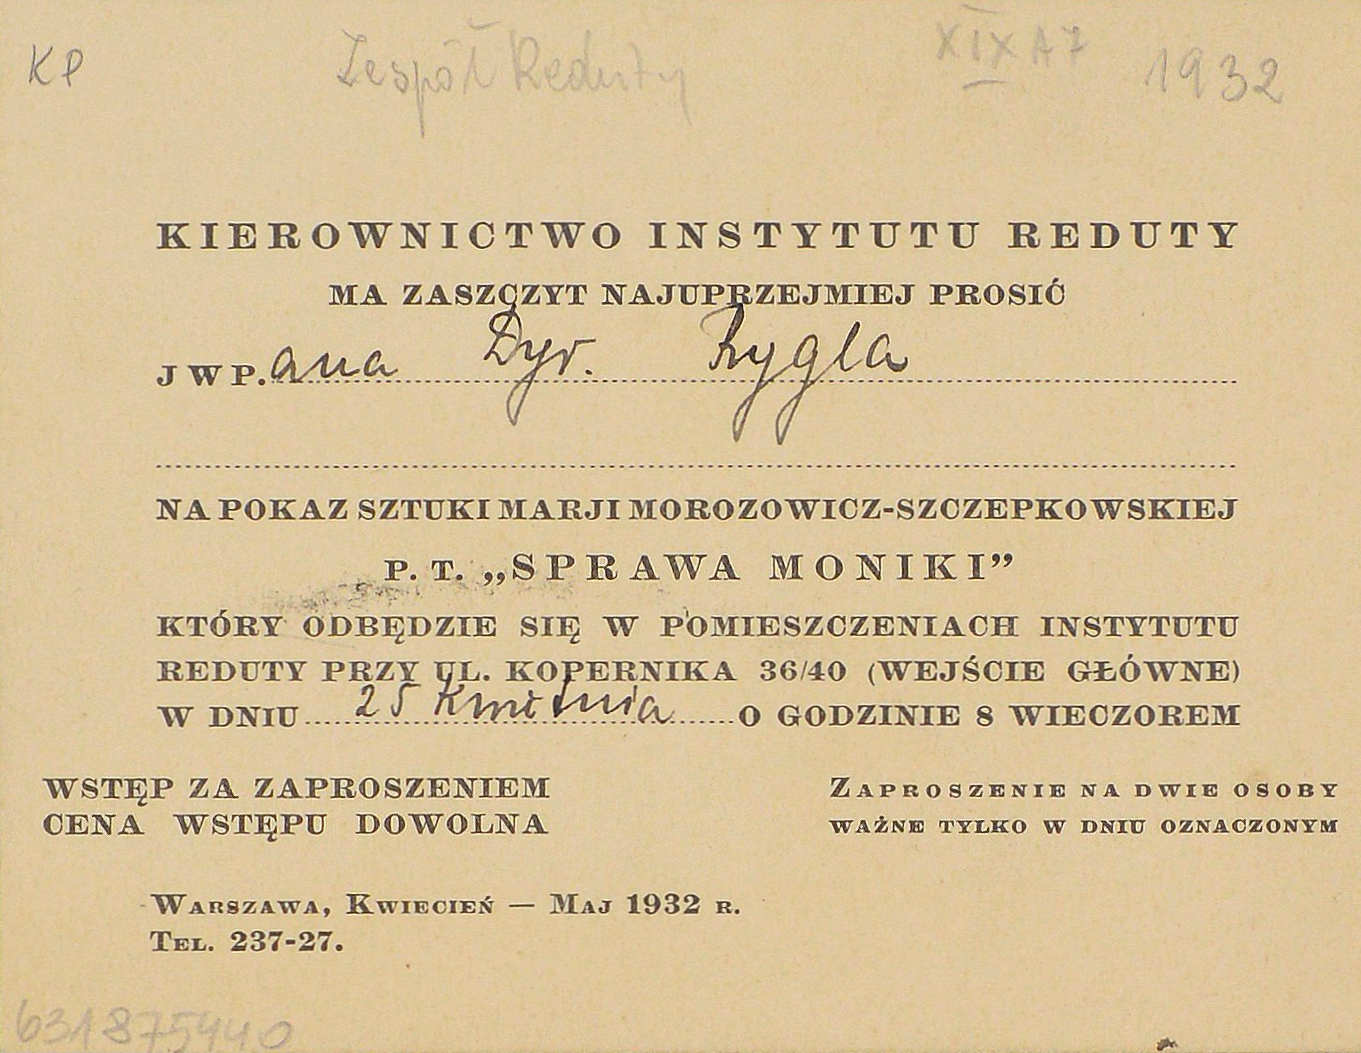 KP Zespół Reduty XIX A7 1932
KIEROWNICTWO INSTYTUTU REDUTY
MA ZASZCZYT NAJUPRZEJMIEJ PROSIĆ
J W P. ana Dyr. Rygla
NA POKAZ SZTUKI MARJI MOROZOWICZ-SZCZEPKOWSKIEJ
P. T. „SPRAWA MONIKI”
KTÓRY ODBĘDZIE SIĘ W POMIESZCZENIACH INSTYTUTU
REDUTY PRZY UL. KOPERNIKA 36/40 (WEJŚCIE GŁÓWNE)
W DNIU 25 Kwietnia O GODZINIE 8 WIECZOREM
WSTĘP ZA ZAPROSZENIEM
CENA WSTĘPU DOWOLNA
ZAPROSZENIE NA DWIE OSOBY
WAŻNE TYLKO W DNIU OZNACZONYM
WARSZAWA, KWIECIEŃ — MAJ 1932 R.
TEL. 237-27.
631875440